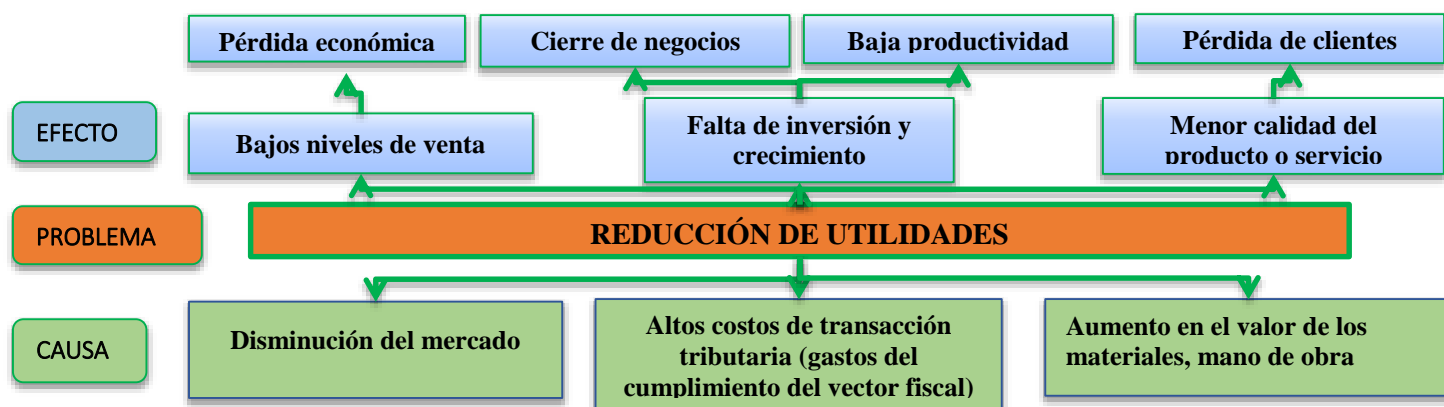 Pérdida económica
Cierre de negocios
Baja productividad
Pérdida de clientes
EFECTO
Bajos niveles de venta
Falta de inversión y
crecimiento
Menor calidad del
producto o servicio
PROBLEMA
REDUCCIÓN DE UTILIDADES
CAUSA
Disminución del mercado
Altos costos de transacción
tributaria (gastos del
cumplimiento del vector fiscal)
Aumento en el valor de los
materiales, mano de obra